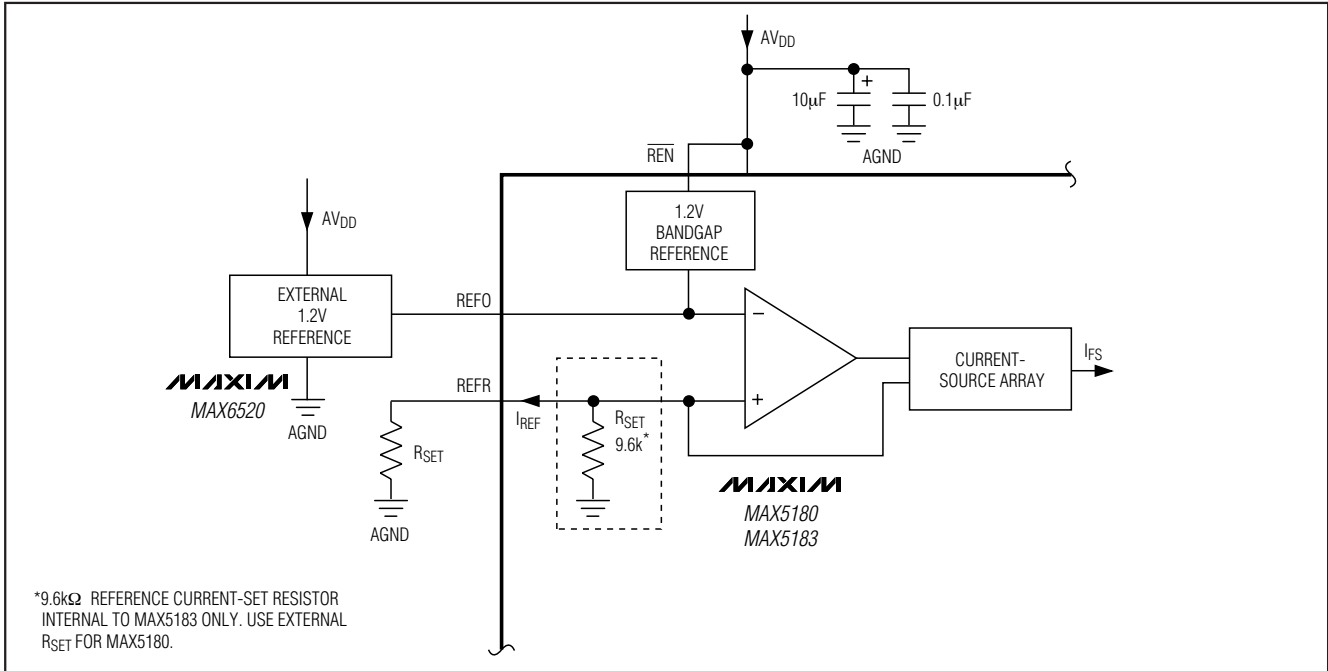 AVDD
10µF
+
0.1µF
REN
AGND
AVDD
1.2V
BANDGAP
REFERENCE
EXTERNAL
1.2V
REFERENCE
REFO
−
CURRENT-
SOURCE ARRAY
IFS
MAXIM
MAX6520
AGND
REFR
IREF
RSET
9.6k*
+
RSET
AGND
MAXIM
MAX5180
MAX5183
*9.6kΩ REFERENCE CURRENT-SET RESISTOR
INTERNAL TO MAX5183 ONLY. USE EXTERNAL
RSET FOR MAX5180.